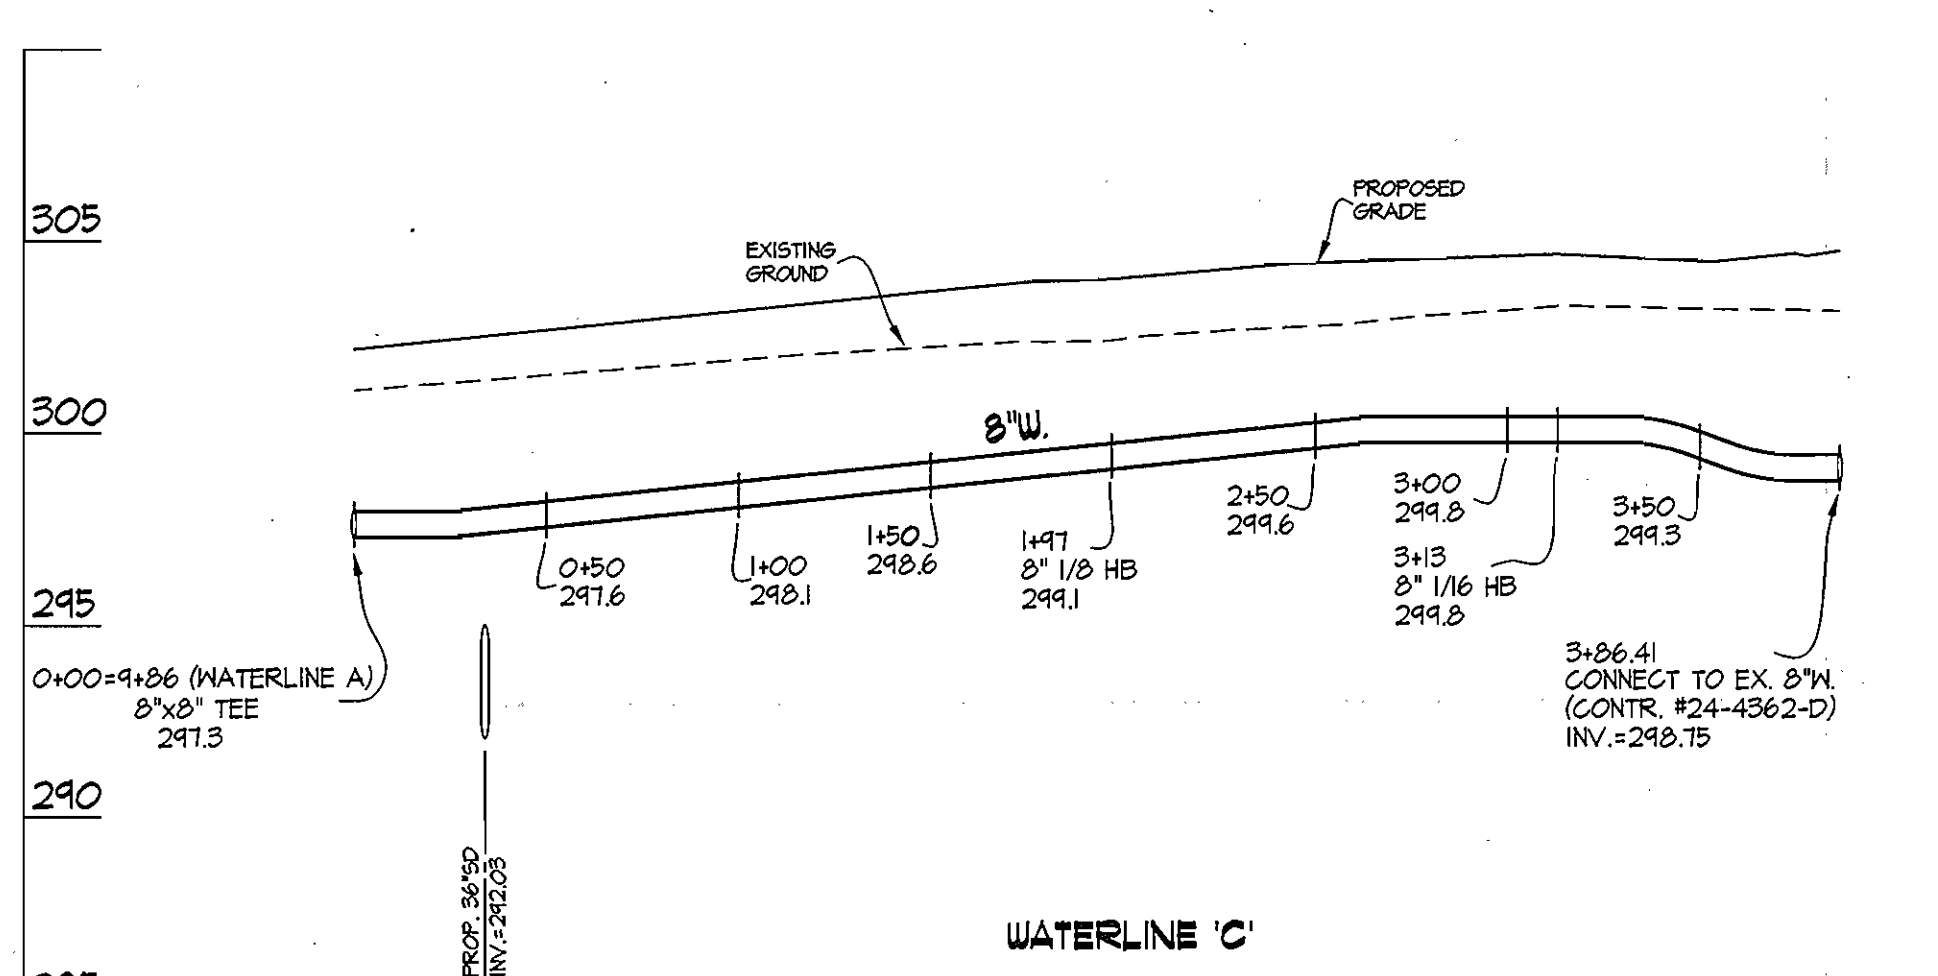 305
300
295
290
EXISTING
GROUND
PROPOSED
GRADE
8"W.
0+00=9+86 (WATERLINE A)
8"x8" TEE
297.3
0+50
297.6
1+00
298.1
1+50
298.6
1+97
8" 1/8 HB
299.1
2+50
299.6
3+00
299.8
3+13
8" 1/16 HB
299.8
3+50
299.3
3+86.41
CONNECT TO EX. 8"W.
(CONTR. #24-4362-D)
INV.=298.75
PROP. 36"SD
INV.=292.03
WATERLINE 'C'